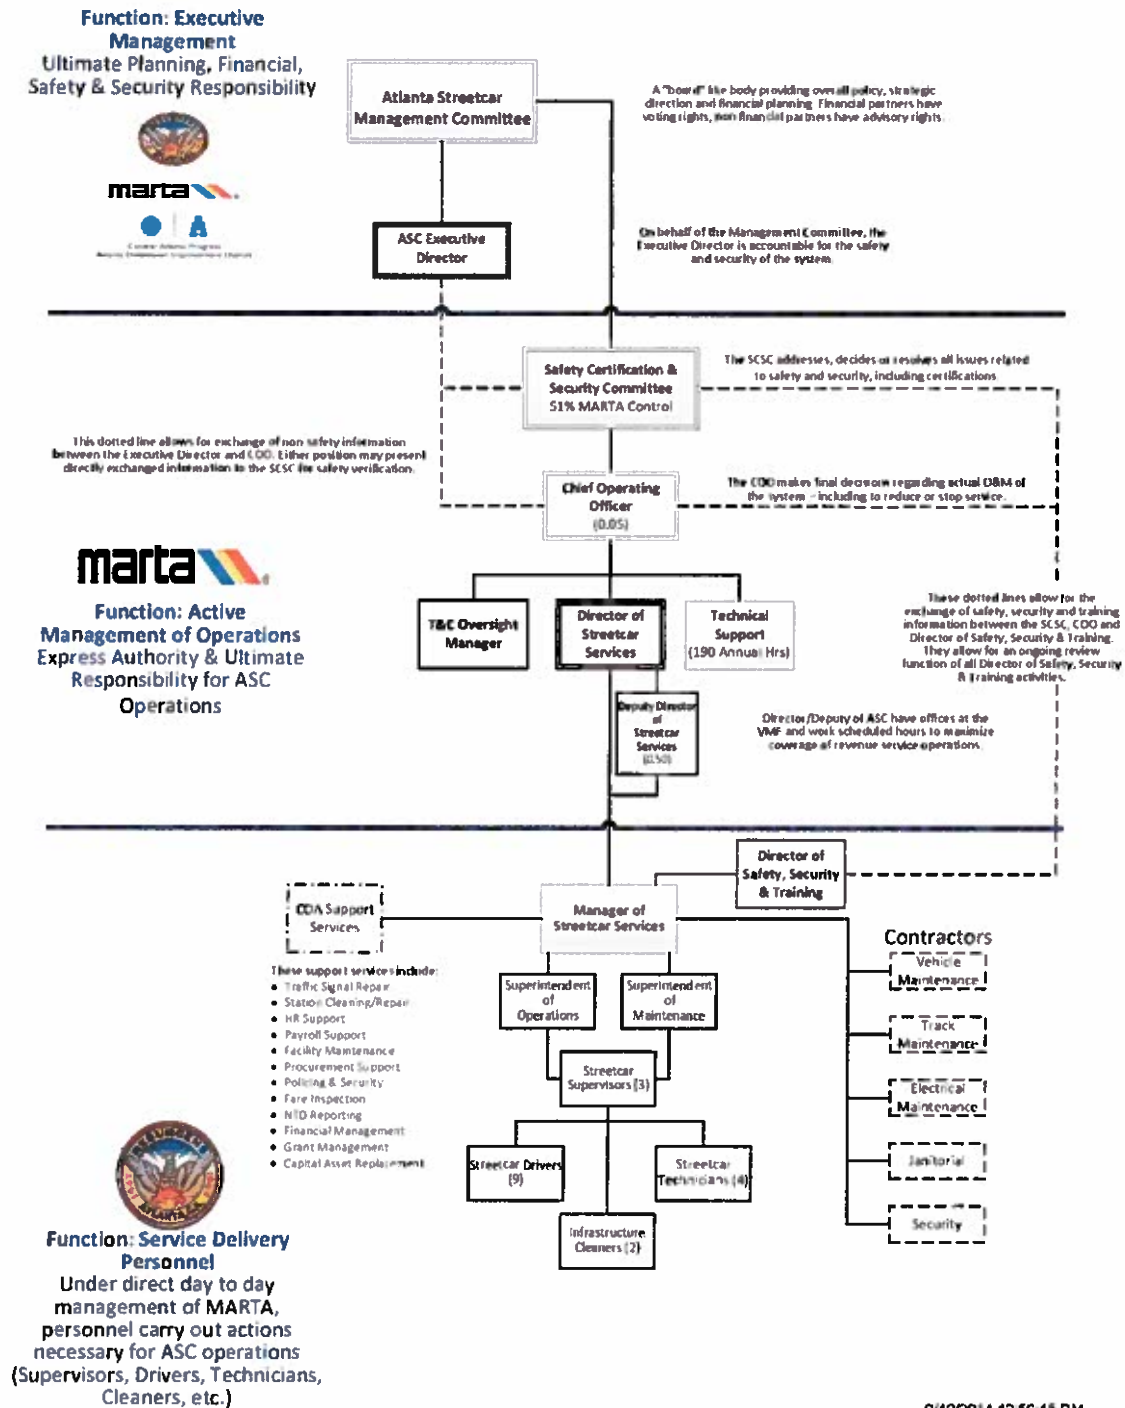 Function: Executive
Management
Ultimate Planning, Financial,
Safety & Security Responsibility
marta
Atlanta Streetcar
Management Committee
A "board" like body providing overall policy, strategic
direction and financial planning. Financial partners have
voting rights, non financial partners have advisory rights.
ASC Executive
Director
On behalf of the Management Committee, the
Executive Director is accountable for the safety
and security of the system.
Safety Certification &
Security Committee
51% MARTA Control
The SCSC addresses, decides or resolves all issues related
to safety and security, including certifications
This dotted line allows for exchange of non safety information
between the Executive Director and COO. Either position may present
directly exchanged information to the SCSC for safety verification.
Chief Operating
Officer
(0.05)
The COO makes final decisions regarding actual O&M of
the system - including to reduce or stop service.
marta
Function: Active
Management of Operations
Express Authority & Ultimate
Responsibility for ASC
Operations
T&C Oversight
Manager
Director of
Streetcar
Services
Technical
Support
(190 Annual Hrs)
These dotted lines allow for the
exchange of safety, security and training
information between the SCSC, COO and
Director of Safety, Security & Training.
They allow for an ongoing review
function of all Director of Safety, Security
& Training activities.
Deputy Director
of
Streetcar
Services
(0.50)
Director/Deputy of ASC have offices at the
VMF and work scheduled hours to maximize
coverage of revenue service operations.
Director of
Safety, Security
& Training
COA Support
Services
Manager of
Streetcar Services
Contractors
Vehicle
Maintenance
Track
Maintenance
Electrical
Maintenance
Janitorial
Security
These support services include:
• Traffic Signal Repair
• Station Cleaning/Repair
• HR Support
• Payroll Support
• Facility Maintenance
• Procurement Support
• Policing & Security
• Fare Inspection
• NTD Reporting
• Financial Management
• Grant Management
• Capital Asset Replacement
Superintendent
of
Operations
Superintendent
of
Maintenance
Streetcar
Supervisors (3)
Streetcar Drivers
(9)
Streetcar
Technicians (4)
Infrastructure
Cleaners (2)
Function: Service Delivery
Personnel
Under direct day to day
management of MARTA,
personnel carry out actions
necessary for ASC operations
(Supervisors, Drivers, Technicians,
Cleaners, etc.)